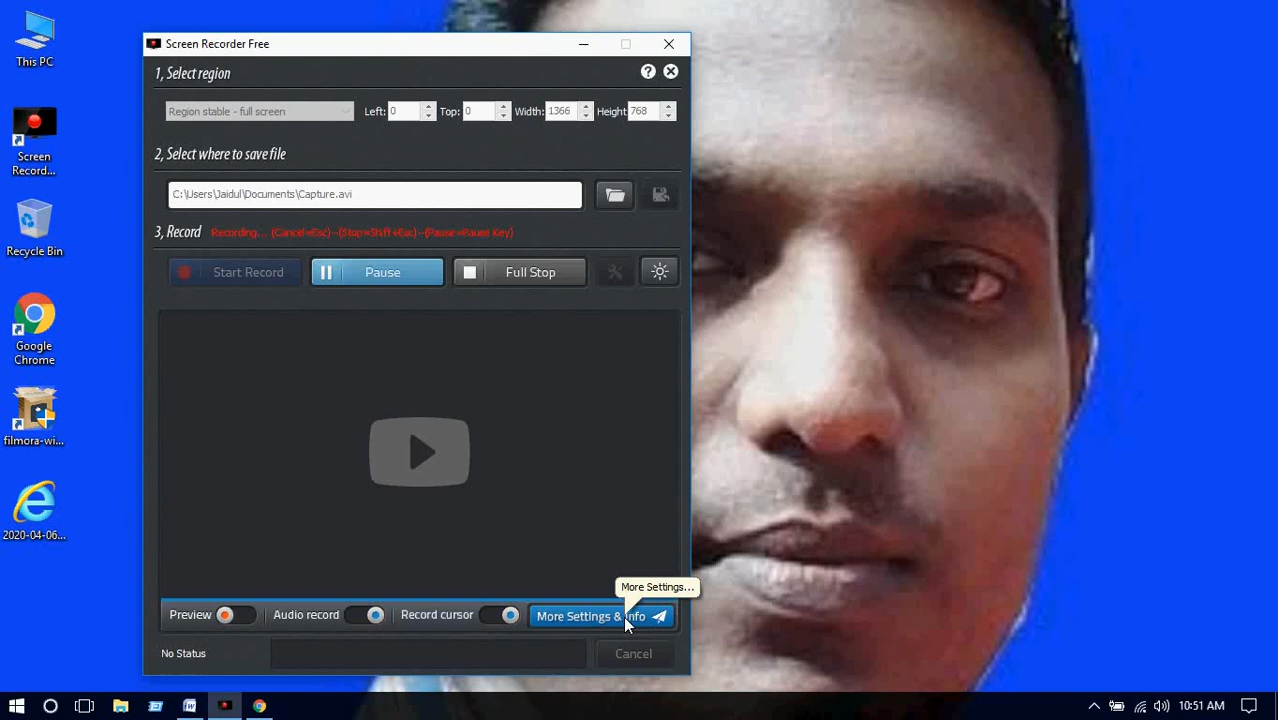 This PC
Screen
Record...
Recycle Bin
Google
Chrome
filmora-wi...
2020-04-06...
Screen Recorder Free
1, Select region
Region stable - full screen
Left: 0 Top: 0 Width: 1366 Height: 768
2, Select where to save file
C:\Users\Jaidul\Documents\Capture.avi
3, Record Recording... (Cancel=Esc)--(Stop=Shift+Esc)--(Pause=Pause Key)
Start Record Pause Full Stop
More Settings...
Preview Audio record Record cursor More Settings & Info
No Status Cancel
10:51 AM